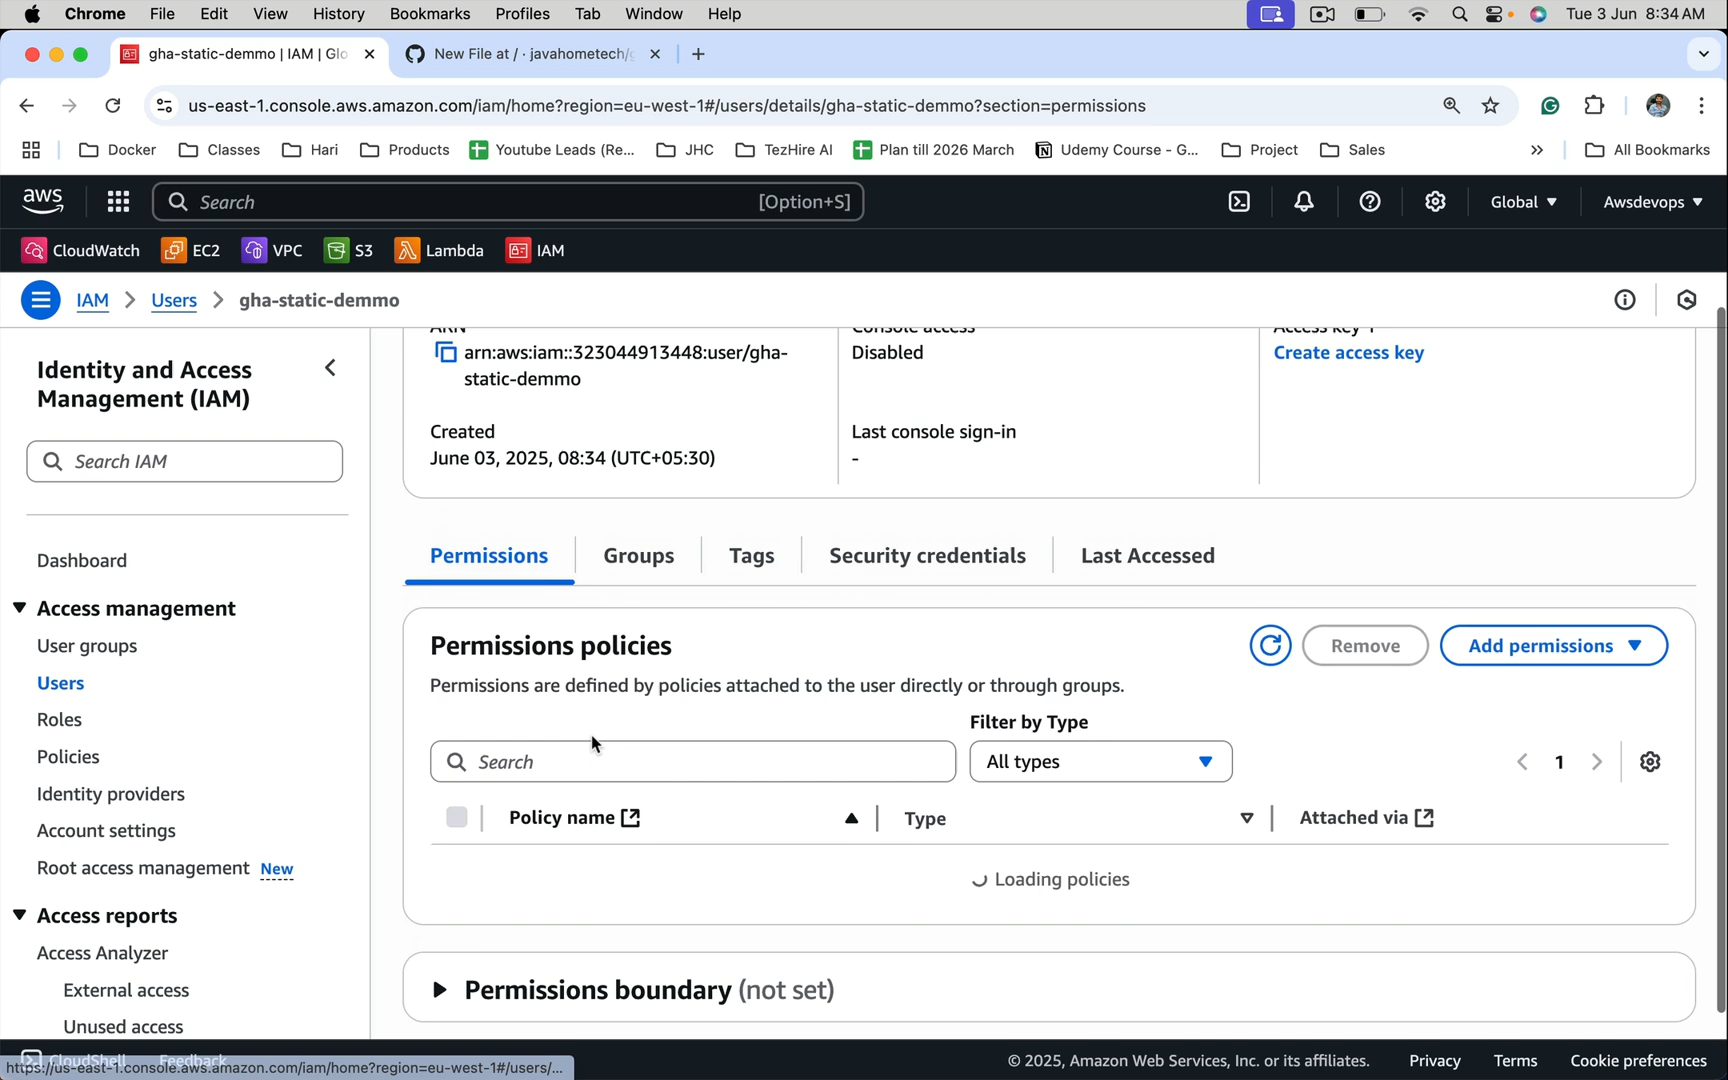 Chrome File Edit View History Bookmarks Profiles Tab Window Help Tue 3 Jun 8:34 AM
gha-static-demmo | IAM | Glo New File at / · javahometech/g
us-east-1.console.aws.amazon.com/iam/home?region=eu-west-1#/users/details/gha-static-demmo?section=permissions
Docker Classes Hari Products Youtube Leads (Re... JHC TezHire AI Plan till 2026 March Udemy Course - G... Project Sales » All Bookmarks
aws Search [Option+S] Global Awsdevops
CloudWatch EC2 VPC S3 Lambda IAM
IAM > Users > gha-static-demmo
Identity and Access
Management (IAM)
Search IAM
Dashboard
Access management
User groups
Users
Roles
Policies
Identity providers
Account settings
Root access management New
Access reports
Access Analyzer
External access
Unused access
ARN
arn:aws:iam::323044913448:user/gha-
static-demmo
Console access
Disabled
Access key 1
Create access key
Created
June 03, 2025, 08:34 (UTC+05:30)
Last console sign-in
-
Permissions Groups Tags Security credentials Last Accessed
Permissions policies Remove Add permissions
Permissions are defined by policies attached to the user directly or through groups.
Filter by Type
Search All types 1
Policy name Type Attached via
Loading policies
Permissions boundary (not set)
CloudShell Feedback © 2025, Amazon Web Services, Inc. or its affiliates. Privacy Terms Cookie preferences
https://us-east-1.console.aws.amazon.com/iam/home?region=eu-west-1#/users/...